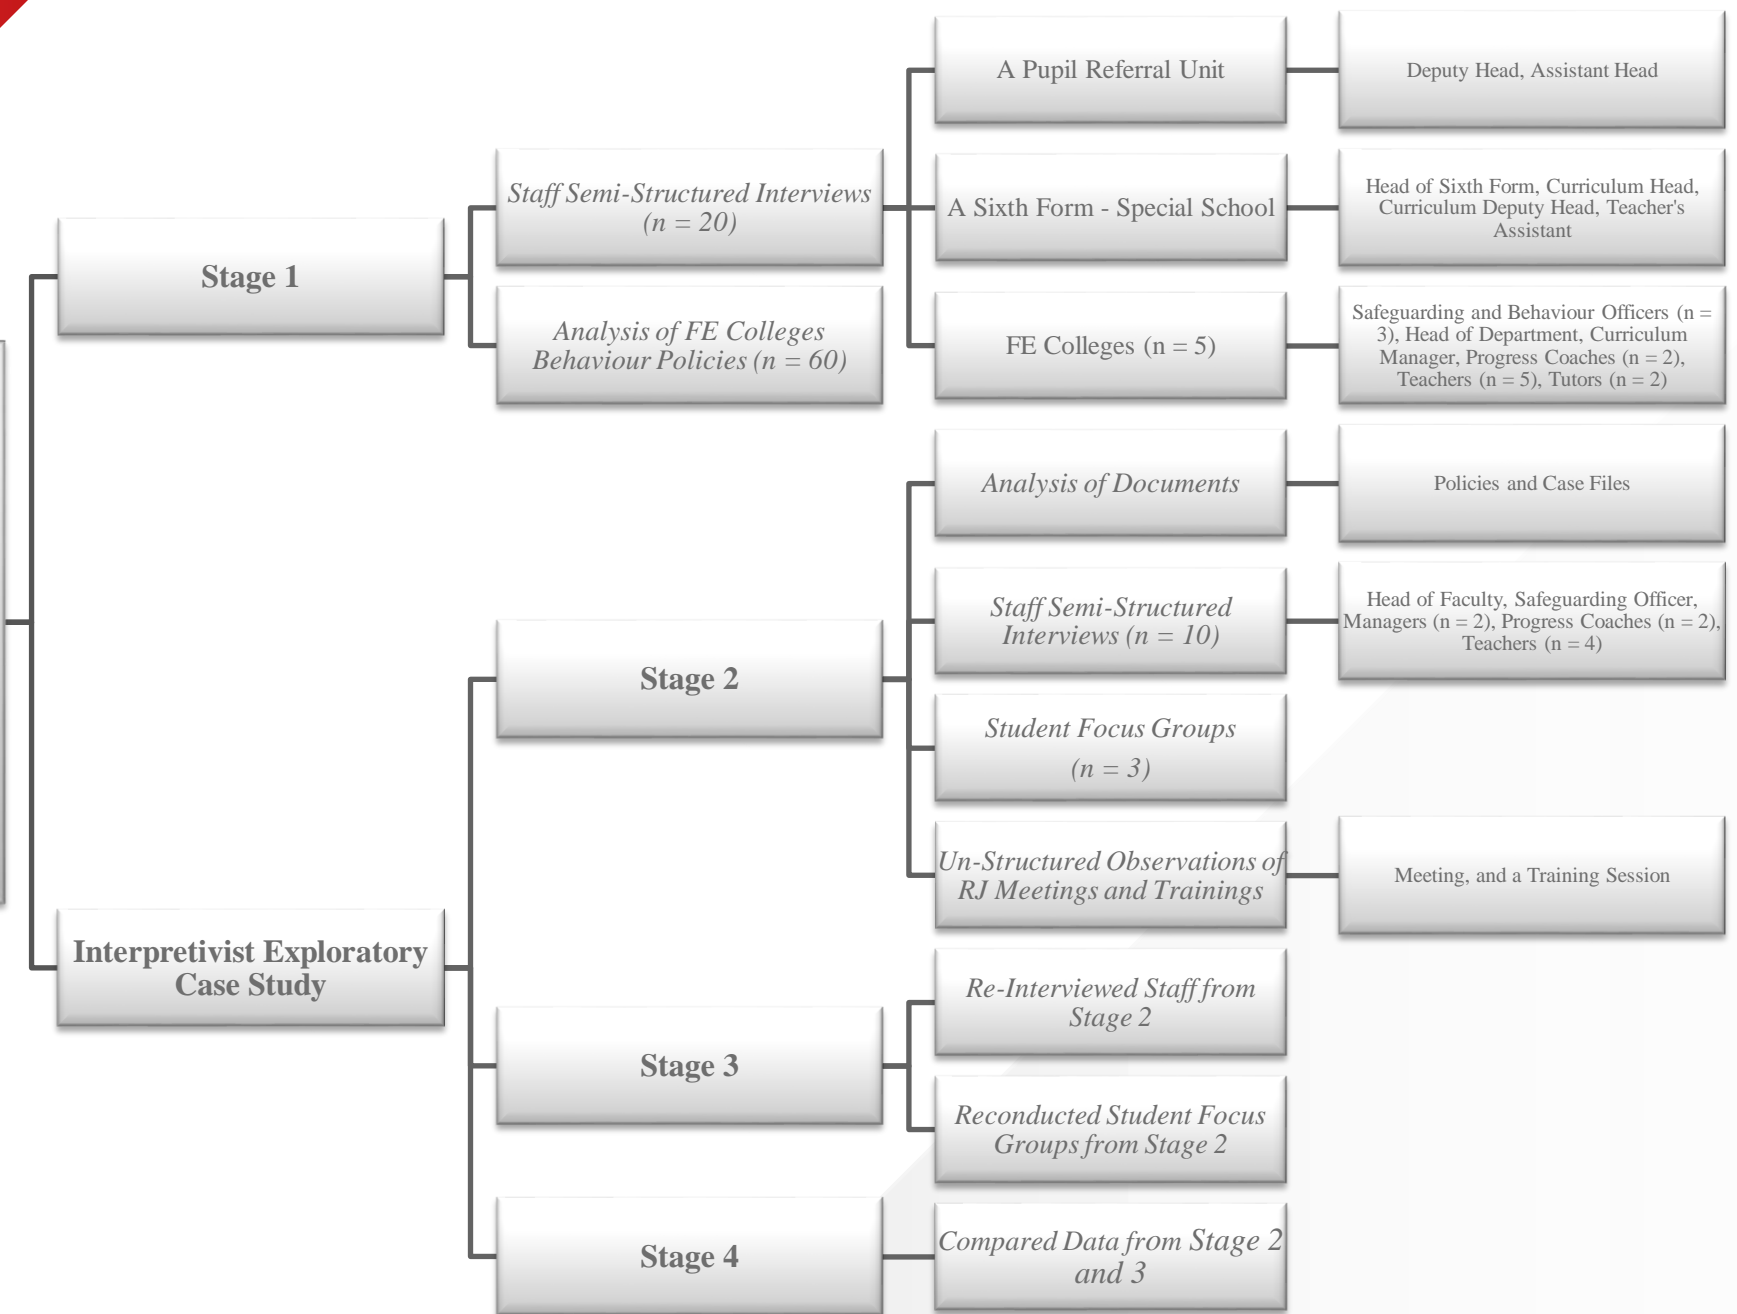 Stage 1
Staff Semi-Structured Interviews
(n = 20)
A Pupil Referral Unit
Deputy Head, Assistant Head
A Sixth Form - Special School
Head of Sixth Form, Curriculum Head,
Curriculum Deputy Head, Teacher's
Assistant
FE Colleges (n = 5)
Safeguarding and Behaviour Officers (n =
3), Head of Department, Curriculum
Manager, Progress Coaches (n = 2),
Teachers (n = 5), Tutors (n = 2)
Analysis of FE Colleges
Behaviour Policies (n = 60)
Interpretivist Exploratory
Case Study
Stage 2
Analysis of Documents
Policies and Case Files
Staff Semi-Structured
Interviews (n = 10)
Head of Faculty, Safeguarding Officer,
Managers (n = 2), Progress Coaches (n = 2),
Teachers (n = 4)
Student Focus Groups
(n = 3)
Un-Structured Observations of
RJ Meetings and Trainings
Meeting, and a Training Session
Stage 3
Re-Interviewed Staff from
Stage 2
Reconducted Student Focus
Groups from Stage 2
Stage 4
Compared Data from Stage 2
and 3